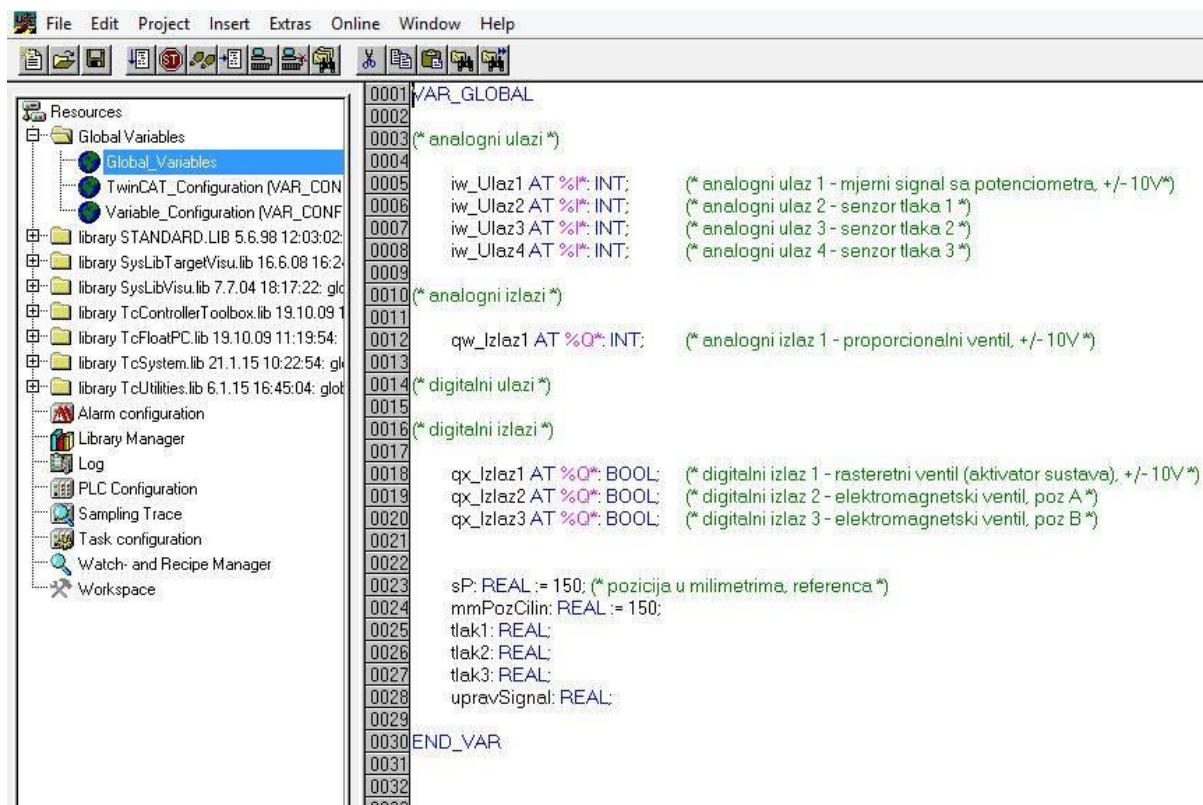 File Edit Project Insert Extras Online Window Help
Resources
Global Variables
Global_Variables
TwinCAT_Configuration (VAR_CON
Variable_Configuration (VAR_CONF
library STANDARD.LIB 5.6.98 12:03:02:
library SysLibTargetVisu.lib 16.6.08 16:2
library SysLibVisu.lib 7.7.04 18:17:22: glo
library TcControllerToolbox.lib 19.10.09 1
library TcFloatPC.lib 19.10.09 11:19:54:
library TcSystem.lib 21.1.15 10:22:54: gl
library TcUtilities.lib 6.1.15 16:45:04: glob
Alarm configuration
Library Manager
Log
PLC Configuration
Sampling Trace
Task configuration
Watch- and Recipe Manager
Workspace
0001 VAR_GLOBAL
0002
0003 (* analogni ulazi *)
0004
0005 iw_Ulaz1 AT %I*: INT; (* analogni ulaz 1 - mjerni signal sa potenciometra, +/- 10V*)
0006 iw_Ulaz2 AT %I*: INT; (* analogni ulaz 2 - senzor tlaka 1 *)
0007 iw_Ulaz3 AT %I*: INT; (* analogni ulaz 3 - senzor tlaka 2 *)
0008 iw_Ulaz4 AT %I*: INT; (* analogni ulaz 4 - senzor tlaka 3 *)
0009
0010 (* analogni izlazi *)
0011
0012 qw_Izlaz1 AT %Q*: INT; (* analogni izlaz 1 - proporcionalni ventil, +/- 10V *)
0013
0014 (* digitalni ulazi *)
0015
0016 (* digitalni izlazi *)
0017
0018 qx_Izlaz1 AT %Q*: BOOL; (* digitalni izlaz 1 - rasteretni ventil (aktivator sustava), +/- 10V *)
0019 qx_Izlaz2 AT %Q*: BOOL; (* digitalni izlaz 2 - elektromagnetski ventil, poz A *)
0020 qx_Izlaz3 AT %Q*: BOOL; (* digitalni izlaz 3 - elektromagnetski ventil, poz B *)
0021
0022
0023 sP: REAL := 150; (* pozicija u milimetrima, referenca *)
0024 mmPozCilin: REAL := 150;
0025 tlak1: REAL;
0026 tlak2: REAL;
0027 tlak3: REAL;
0028 upravSignal: REAL;
0029
0030 END_VAR
0031
0032